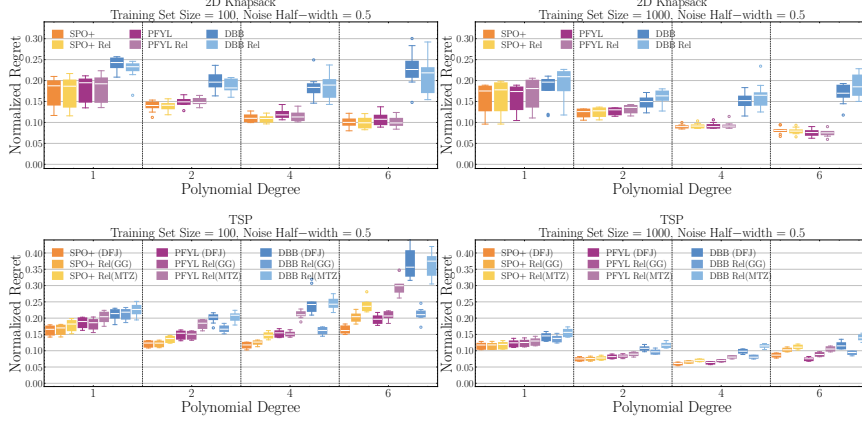 2D Knapsack
Training Set Size = 100, Noise Half−width = 0.5
Normalized Regret
0.30
0.25
0.20
0.15
0.10
0.05
0.00
SPO+
SPO+ Rel
PFYL
PFYL Rel
DBB
DBB Rel
1
2
4
6
Polynomial Degree
2D Knapsack
Training Set Size = 1000, Noise Half−width = 0.5
Normalized Regret
0.30
0.25
0.20
0.15
0.10
0.05
0.00
SPO+
SPO+ Rel
PFYL
PFYL Rel
DBB
DBB Rel
1
2
4
6
Polynomial Degree
TSP
Training Set Size = 100, Noise Half−width = 0.5
Normalized Regret
0.40
0.35
0.30
0.25
0.20
0.15
0.10
0.05
0.00
SPO+ (DFJ)
SPO+ Rel(GG)
SPO+ Rel(MTZ)
PFYL (DFJ)
PFYL Rel(GG)
PFYL Rel(MTZ)
DBB (DFJ)
DBB Rel(GG)
DBB Rel(MTZ)
1
2
4
6
Polynomial Degree
TSP
Training Set Size = 1000, Noise Half−width = 0.5
Normalized Regret
0.40
0.35
0.30
0.25
0.20
0.15
0.10
0.05
0.00
SPO+ (DFJ)
SPO+ Rel(GG)
SPO+ Rel(MTZ)
PFYL (DFJ)
PFYL Rel(GG)
PFYL Rel(MTZ)
DBB (DFJ)
DBB Rel(GG)
DBB Rel(MTZ)
1
2
4
6
Polynomial Degree